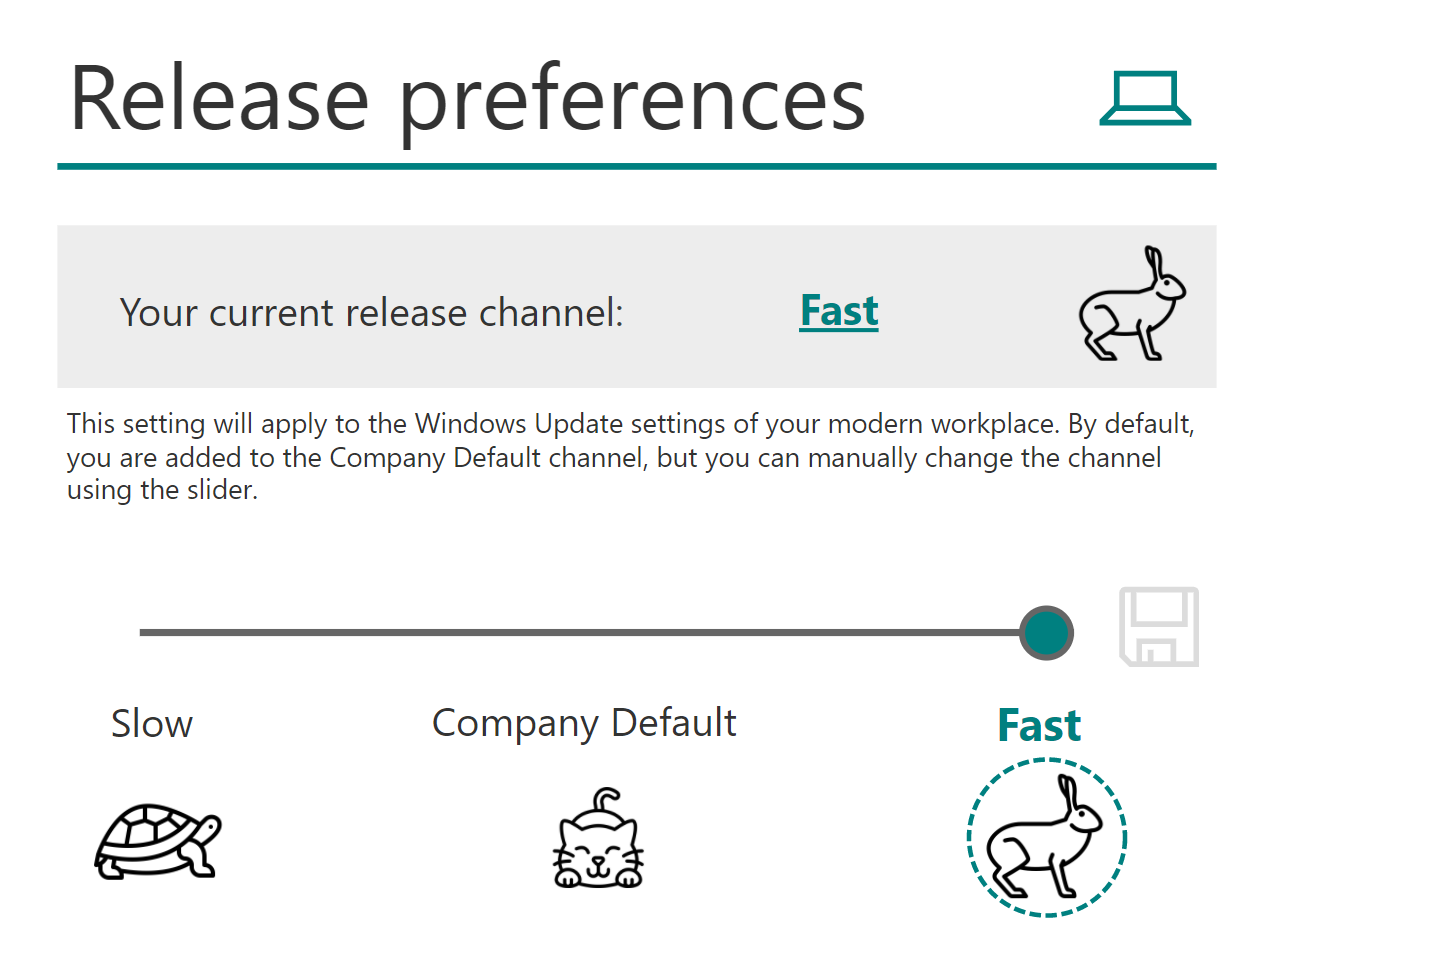 Release preferences
Your current release channel: Fast
This setting will apply to the Windows Update settings of your modern workplace. By default,
you are added to the Company Default channel, but you can manually change the channel
using the slider.
Slow Company Default Fast